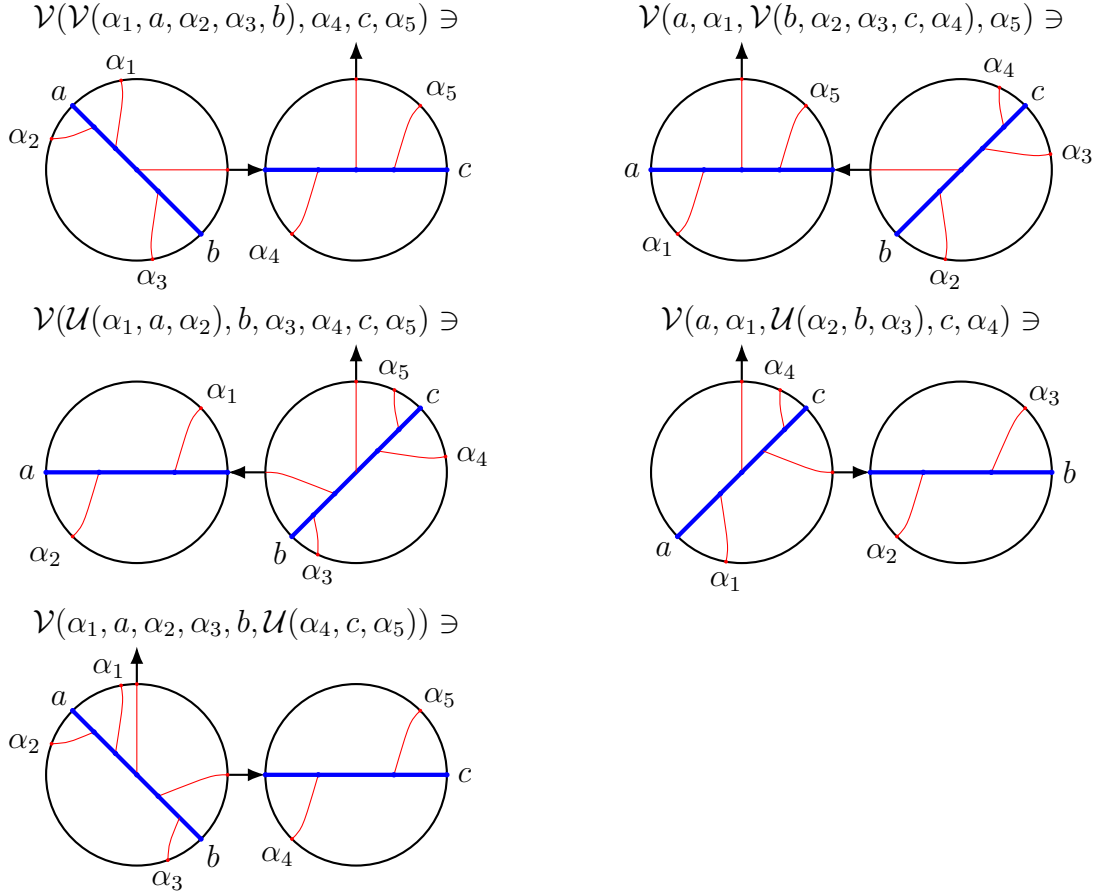 𝒱(𝒱(α₁, a, α₂, α₃, b), α₄, c, α₅) ∋
α₁
a
α₂
α₃
b
α₅
c
α₄
𝒱(a, α₁, 𝒱(b, α₂, α₃, c, α₄), α₅) ∋
α₅
a
α₁
α₄
c
α₃
b
α₂
𝒱(𝒰(α₁, a, α₂), b, α₃, α₄, c, α₅) ∋
α₁
a
α₂
α₅
c
α₄
b
α₃
𝒱(a, α₁, 𝒰(α₂, b, α₃), c, α₄) ∋
α₄
c
a
α₁
α₃
b
α₂
𝒱(α₁, a, α₂, α₃, b, 𝒰(α₄, c, α₅)) ∋
α₁
a
α₂
b
α₃
α₅
c
α₄